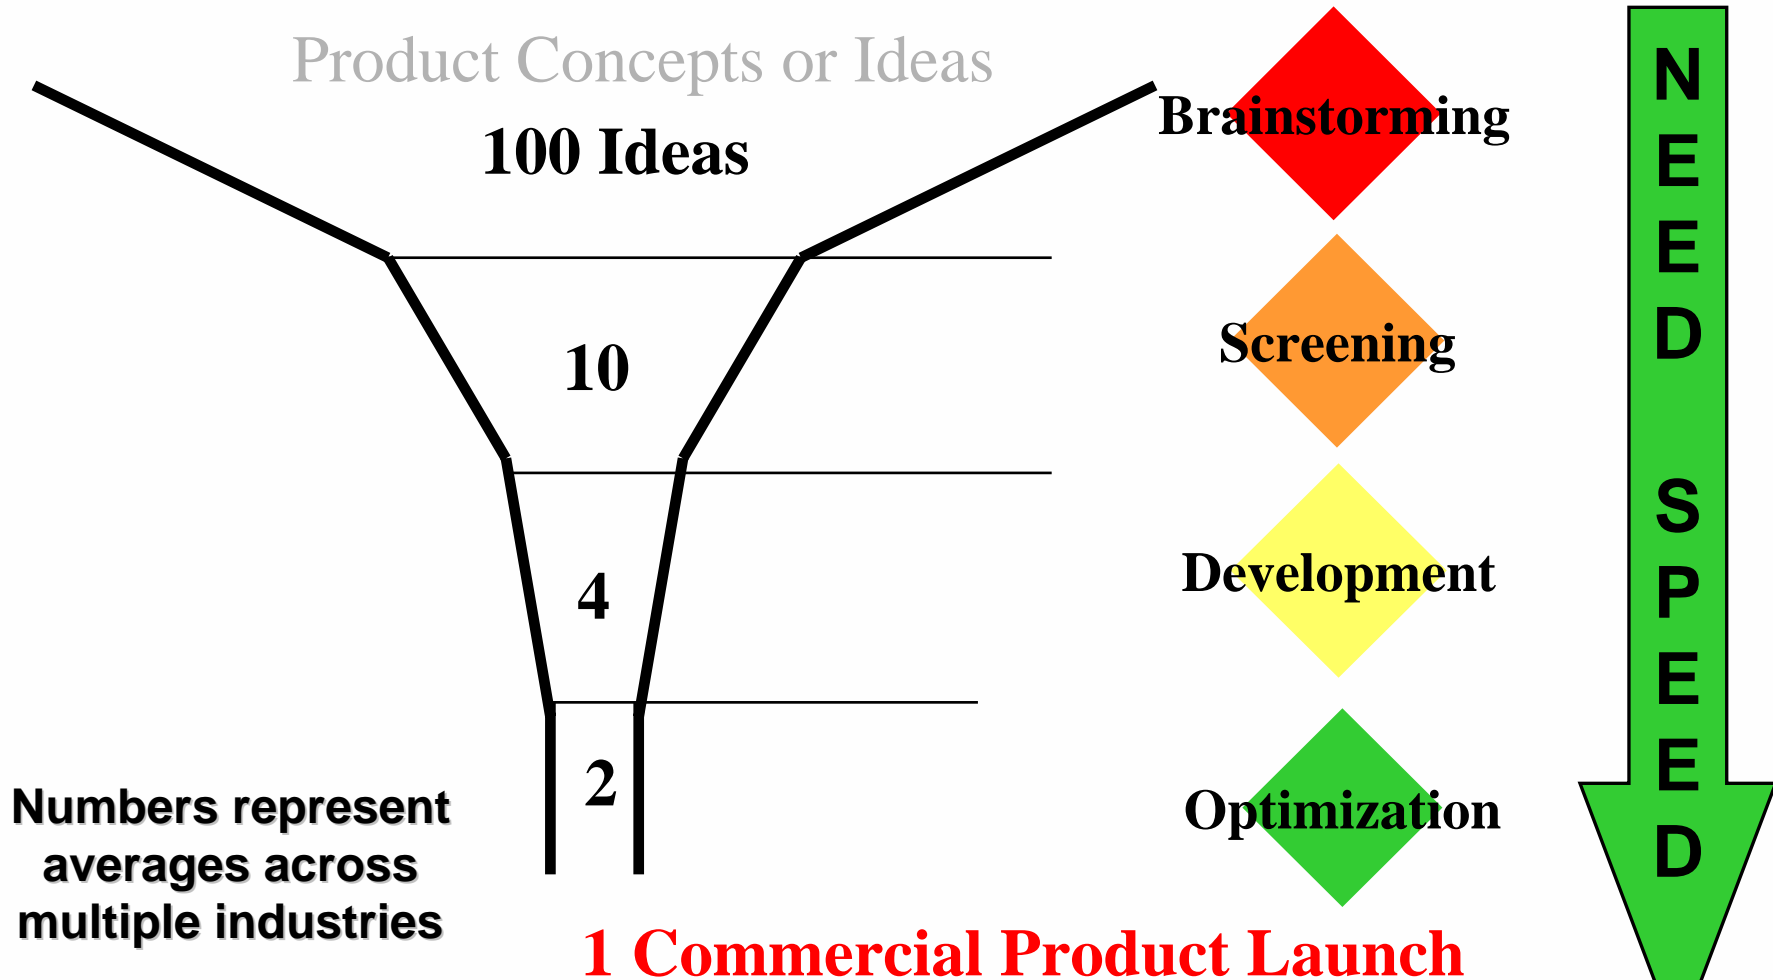 Product Concepts or Ideas
100 Ideas
10
4
2
Brainstorming
Screening
Development
Optimization
NEED SPEED
Numbers represent
averages across
multiple industries
1 Commercial Product Launch